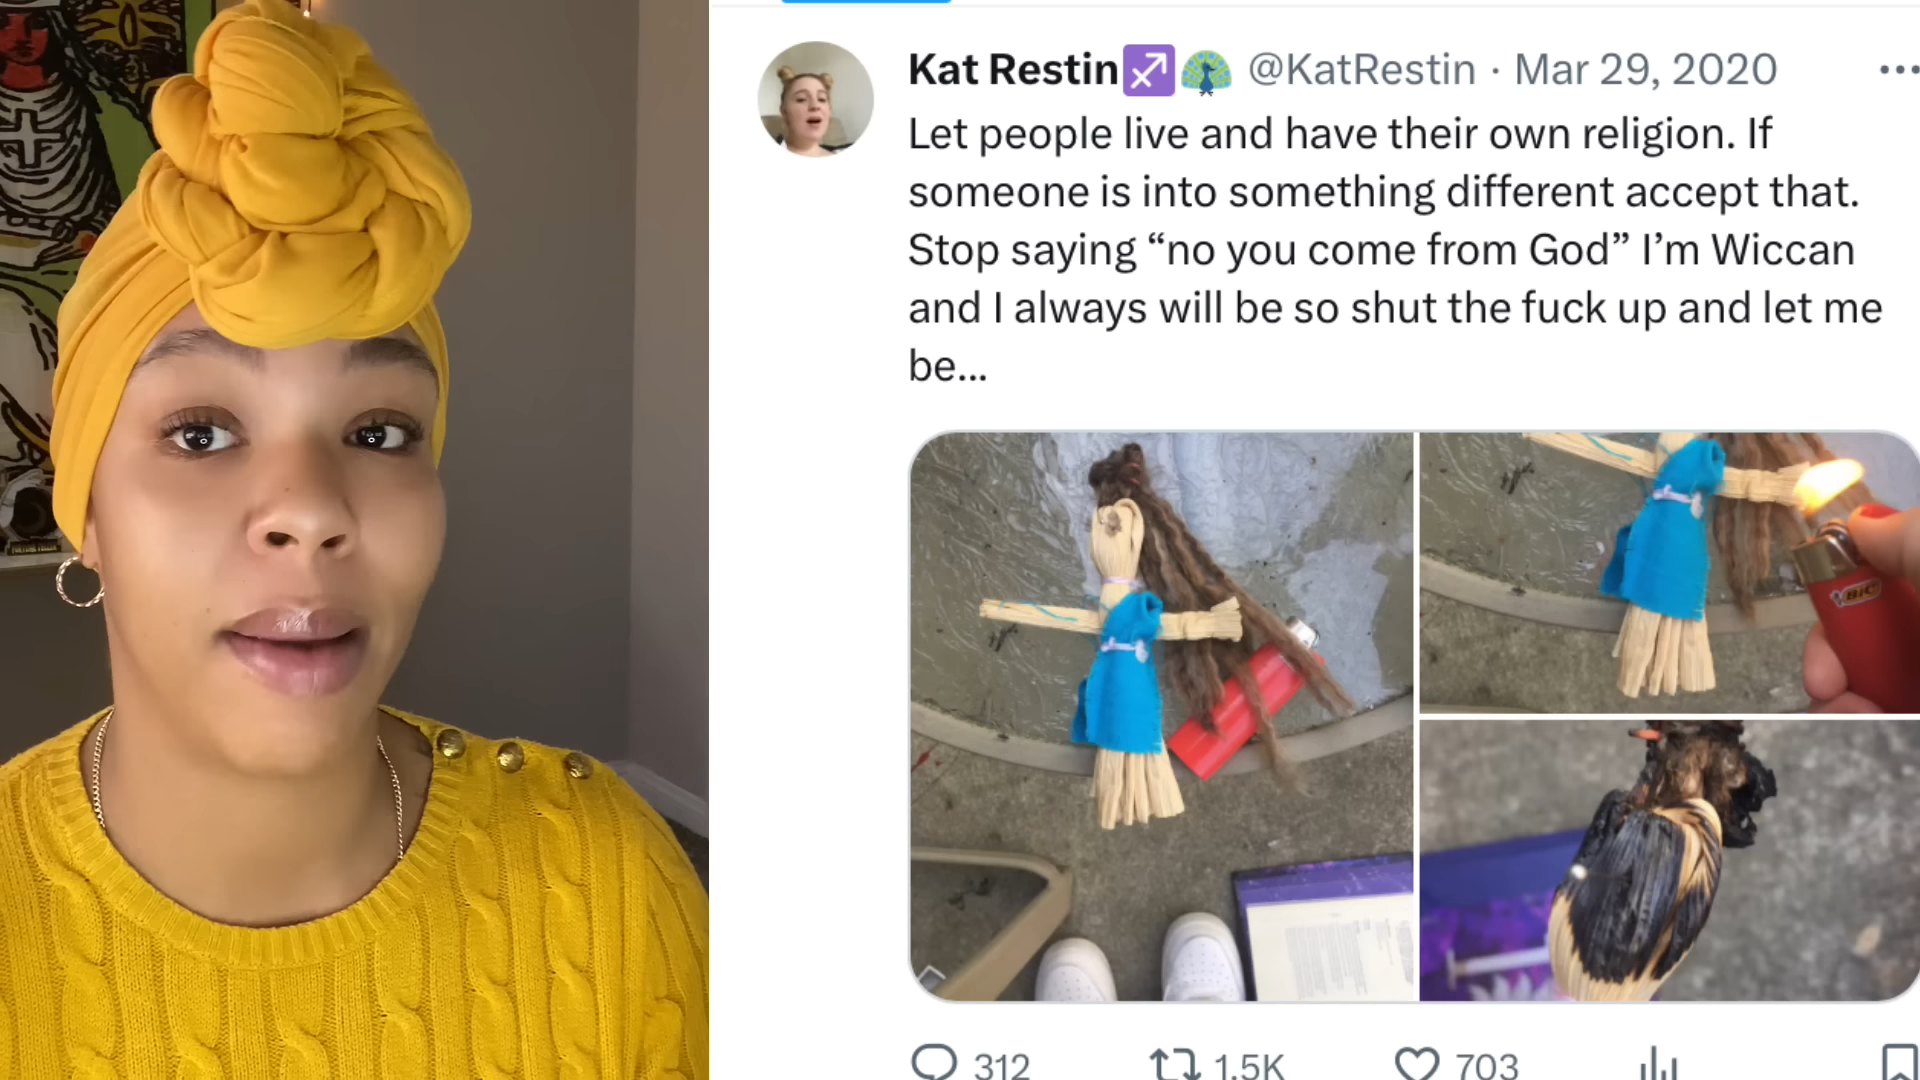 Kat Restin @KatRestin · Mar 29, 2020
Let people live and have their own religion. If
someone is into something different accept that.
Stop saying “no you come from God” I’m Wiccan
and I always will be so shut the fuck up and let me
be...
BIC
312 1.5K 703